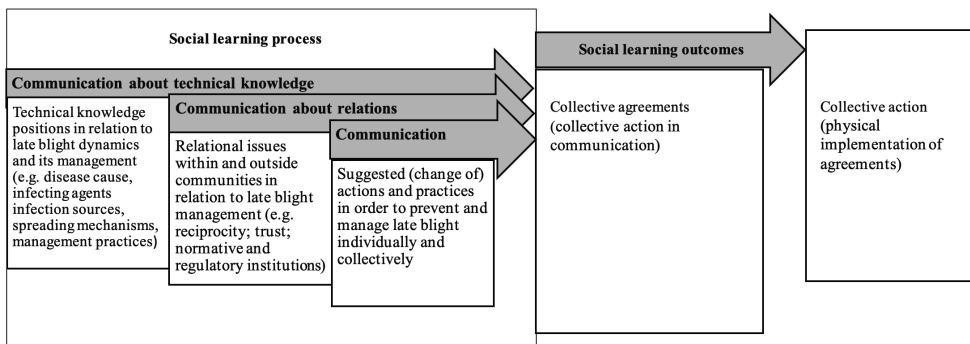 Social learning process
Social learning outcomes
Communication about technical knowledge
Technical knowledge
positions in relation to
late blight dynamics
and its management
(e.g. disease cause,
infecting agents
infection sources,
spreading mechanisms,
management practices)
Communication about relations
Relational issues
within and outside
communities in
relation to late blight
management (e.g.
reciprocity; trust;
normative and
regulatory institutions)
Communication
Suggested (change of)
actions and practices
in order to prevent and
manage late blight
individually and
collectively
Collective agreements
(collective action in
communication)
Collective action
(physical
implementation of
agreements)